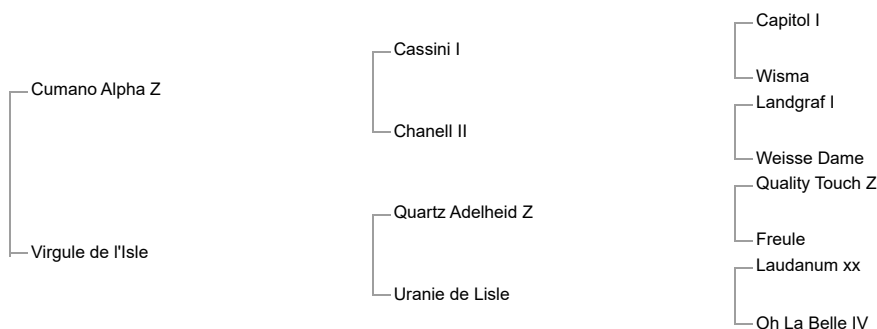 Capitol I
Cassini I
Wisma
Cumano Alpha Z
Landgraf I
Chanell II
Weisse Dame
Quality Touch Z
Quartz Adelheid Z
Freule
Virgule de l'Isle
Laudanum xx
Uranie de Lisle
Oh La Belle IV